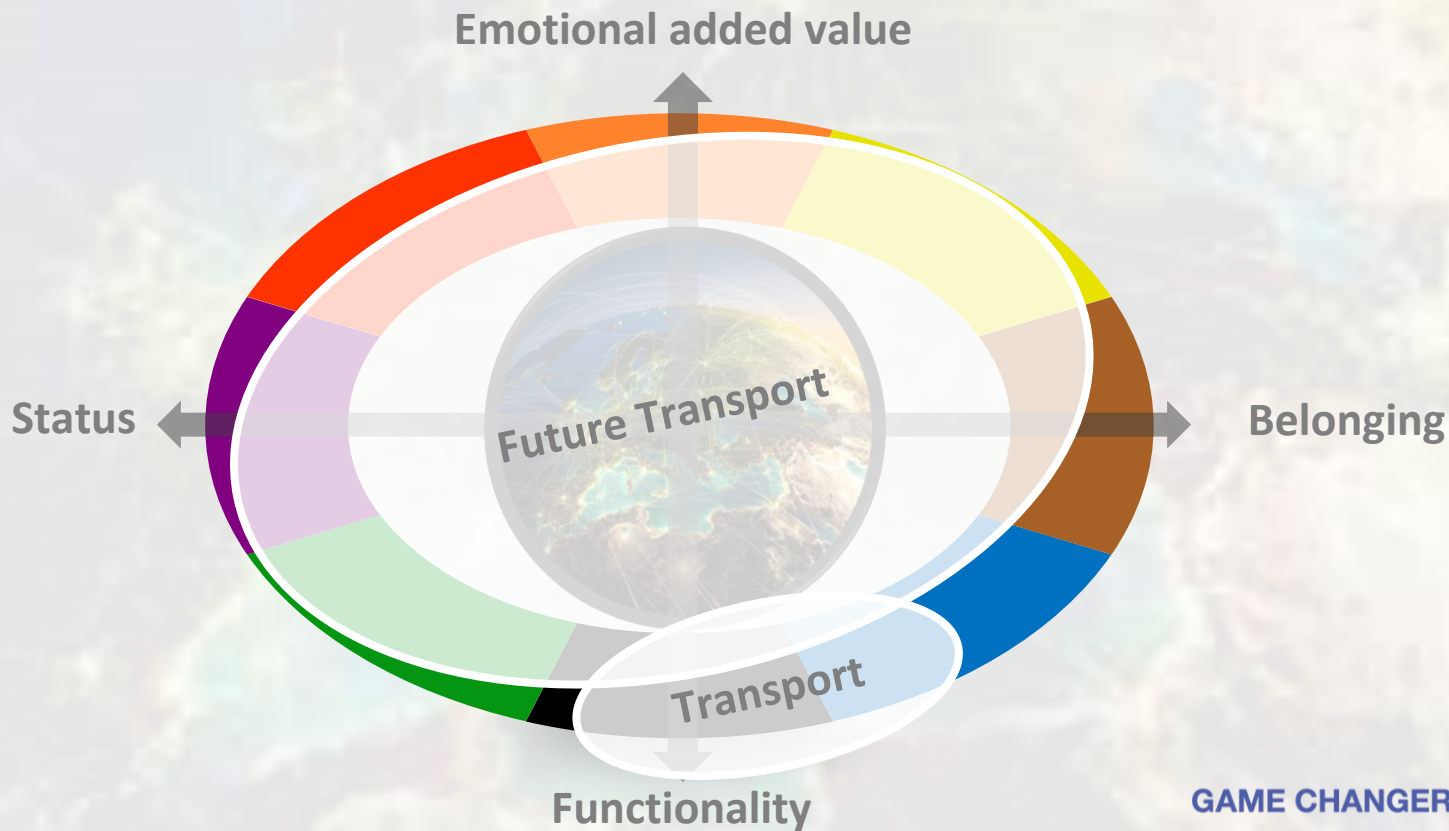 Emotional added value
Status
Future Transport
Belonging
Transport
Functionality
GAME CHANGER